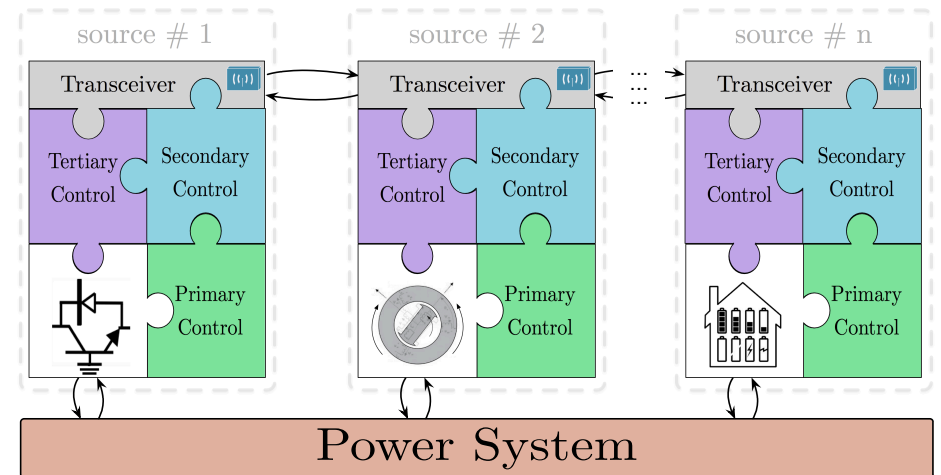 source # 1
source # 2
source # n
Transceiver
Transceiver
...
...
...
Transceiver
Tertiary
Control
Secondary
Control
Tertiary
Control
Secondary
Control
Tertiary
Control
Secondary
Control
Primary
Control
Primary
Control
Primary
Control
Power System